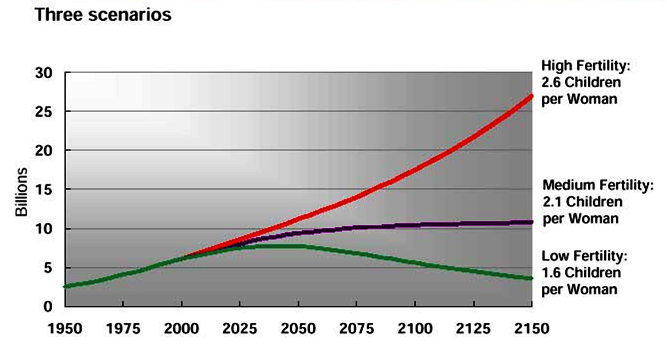 Three scenarios
High Fertility:
2.6 Children
per Woman
Medium Fertility:
2.1 Children
per Woman
Low Fertility:
1.6 Children
per Woman
Billions
30
25
20
15
10
5
0
1950 1975 2000 2025 2050 2075 2100 2125 2150